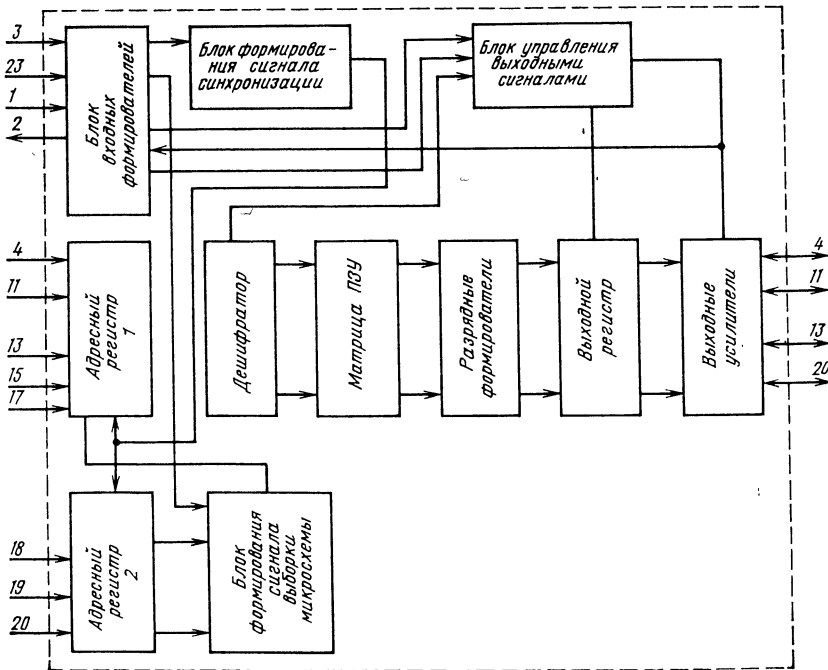 3
23
1
2
Блок
входных
формирователей
Блок формирова-
ния сигнала
синхронизации
Блок управления
выходными
сигналами
4
11
13
15
17
Адресный
регистр
1
Дешифратор
Матрица ПЗУ
Разрядные
формирователи
Выходной
регистр
Выходные
усилители
4
11
13
20
18
19
20
Адресный
регистр
2
Блок
формирования
сигнала
выборки
микросхемы